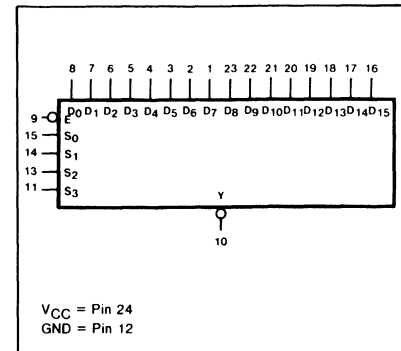 8 7 6 5 4 3 2 1 23 22 21 20 19 18 17 16
D0 D1 D2 D3 D4 D5 D6 D7 D8 D9 D10 D11 D12 D13 D14 D15
9 E
15 S0
14 S1
13 S2
11 S3
Y
10
VCC = Pin 24
GND = Pin 12